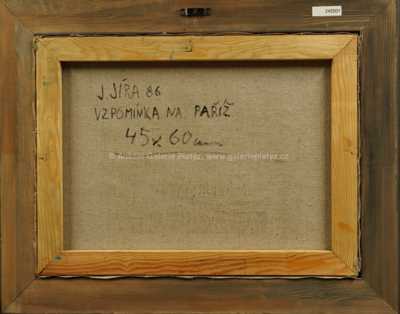 J. JÍRA 86
VZPOMÍNKA NA PAŘÍŽ
45 x 60 cm